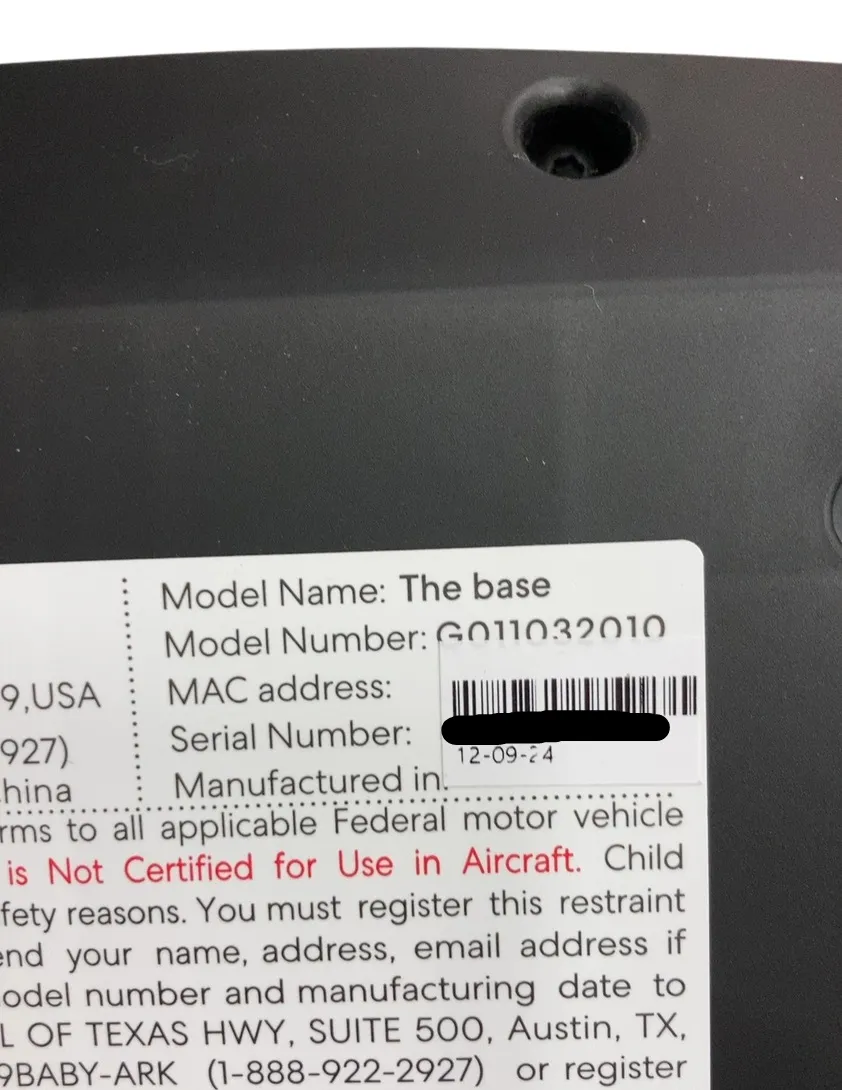 Model Name: The base
Model Number: G011032010
9,USA
MAC address:
927)
Serial Number:
12-09-24
hina
Manufactured in:
rms to all applicable Federal motor vehicle
is Not Certified for Use in Aircraft. Child
fety reasons. You must register this restraint
end your name, address, email address if
odel number and manufacturing date to
L OF TEXAS HWY, SUITE 500, Austin, TX,
9BABY-ARK (1-888-922-2927) or register